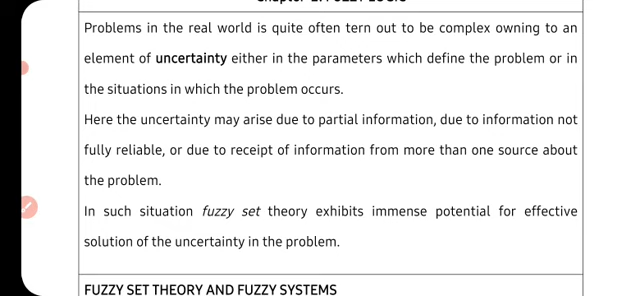 Problems in the real world is quite often tern out to be complex owning to an
element of uncertainty either in the parameters which define the problem or in
the situations in which the problem occurs.
Here the uncertainty may arise due to partial information, due to information not
fully reliable, or due to receipt of information from more than one source about
the problem.
In such situation fuzzy set theory exhibits immense potential for effective
solution of the uncertainty in the problem.
FUZZY SET THEORY AND FUZZY SYSTEMS